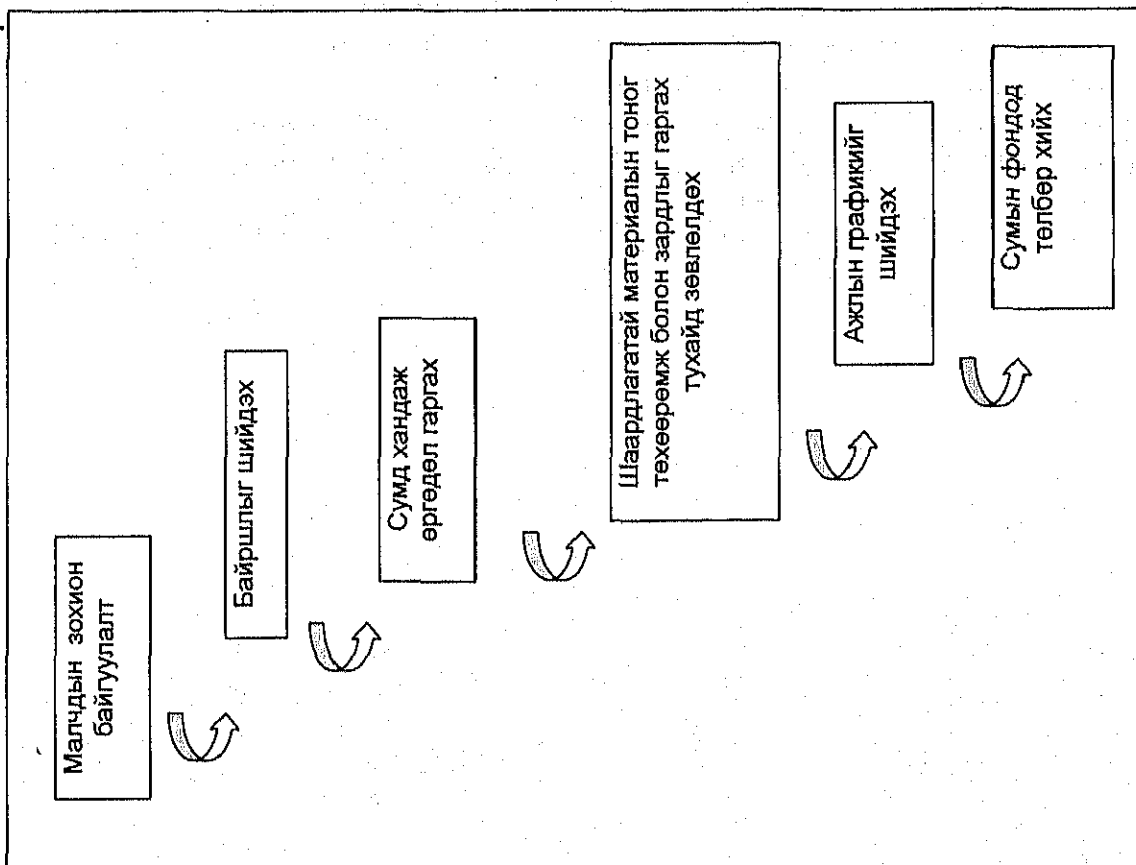 Малчдын зохион
байгуулалт
Байршлыг шийдэх
Сумд хандаж
өргөдөл гаргах
Шаардлагатай материалын тоног
төхөөрөмж болон зардлыг гаргах
тухайд зөвлөлдөх
Ажлын графикийг
шийдэх
Сумын фондод
төлбөр хийх